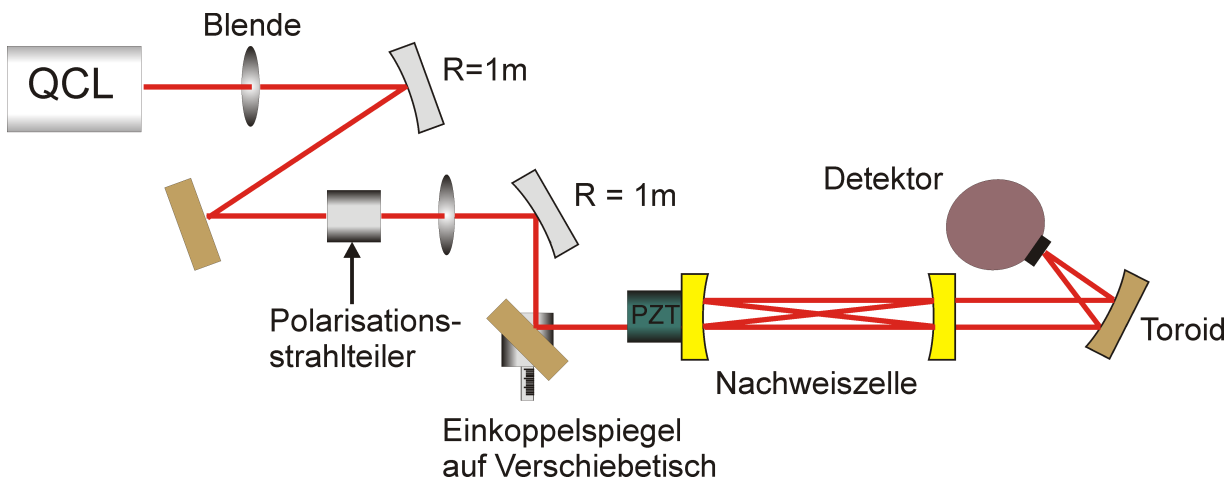 QCL
Blende
R=1m
R = 1m
Detektor
Polarisations-
strahlteiler
PZT
Toroid
Nachweiszelle
Einkoppelspiegel
auf Verschiebetisch